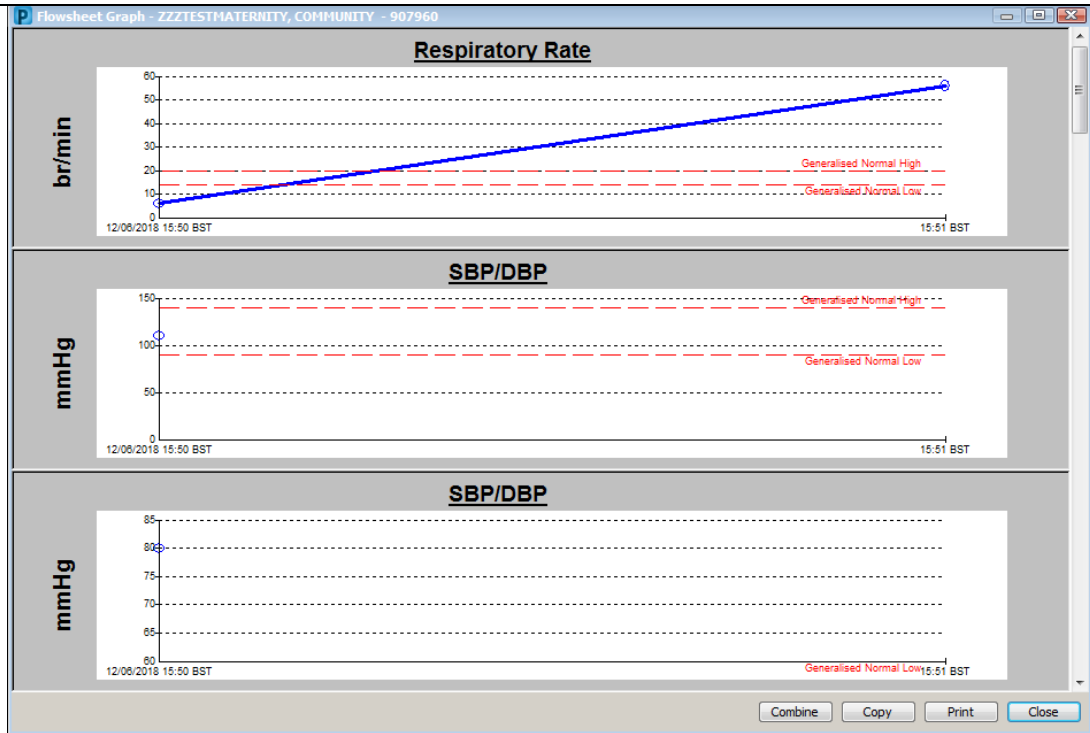 Flowsheet Graph - ZZZTESTMATERNITY, COMMUNITY - 907960
Respiratory Rate
br/min
60
50
40
30
20
10
0
Generalised Normal High
Generalised Normal Low
12/06/2018 15:50 BST
15:51 BST
SBP/DBP
mmHg
150
100
50
0
Generalised Normal High
Generalised Normal Low
12/06/2018 15:50 BST
15:51 BST
SBP/DBP
mmHg
85
80
75
70
65
60
Generalised Normal Low
12/06/2018 15:50 BST
15:51 BST
Combine Copy Print Close